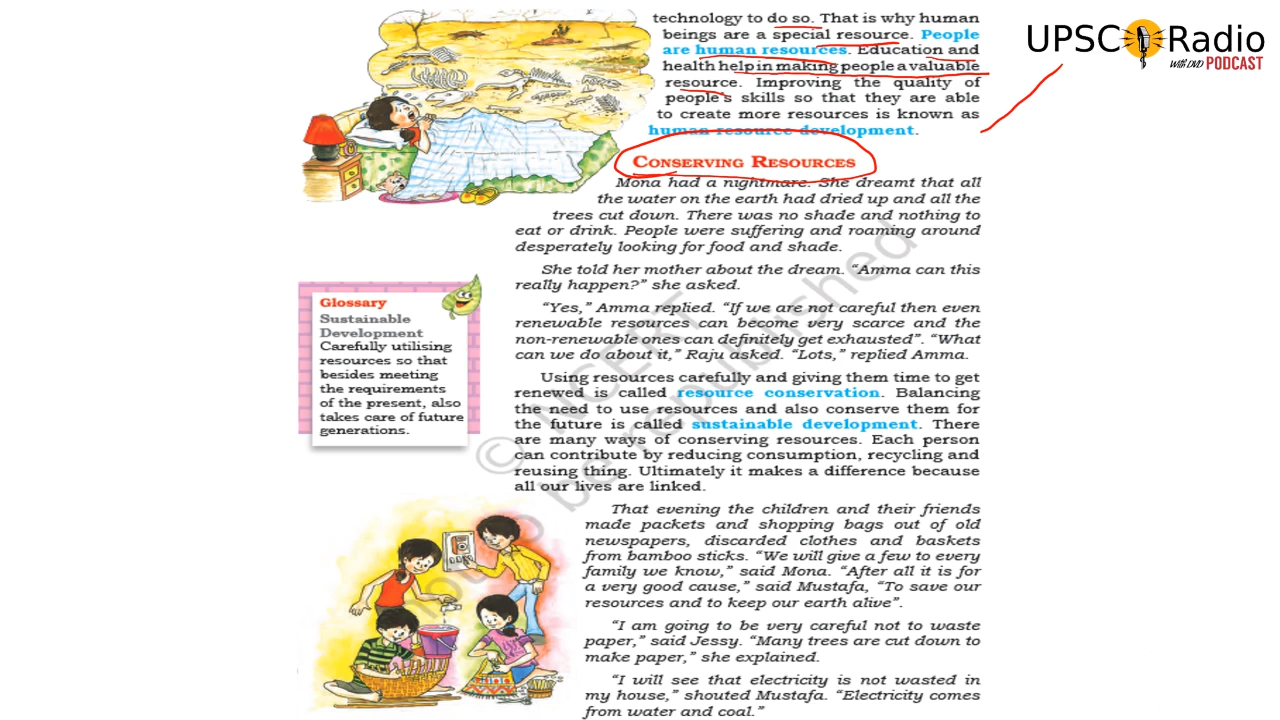 technology to do so. That is why human
beings are a special resource. People
are human resources. Education and
health help in making people a valuable
resource. Improving the quality of
people's skills so that they are able
to create more resources is known as
human resource development.
UPSC Radio
with DVD PODCAST
CONSERVING RESOURCES
Mona had a nightmare. She dreamt that all
the water on the earth had dried up and all the
trees cut down. There was no shade and nothing to
eat or drink. People were suffering and roaming around
desperately looking for food and shade.
She told her mother about the dream. “Amma can this
really happen?” she asked.
“Yes,” Amma replied. “If we are not careful then even
renewable resources can become very scarce and the
non-renewable ones can definitely get exhausted”. “What
can we do about it,” Raju asked. “Lots,” replied Amma.
Using resources carefully and giving them time to get
renewed is called resource conservation. Balancing
the need to use resources and also conserve them for
the future is called sustainable development. There
are many ways of conserving resources. Each person
can contribute by reducing consumption, recycling and
reusing thing. Ultimately it makes a difference because
all our lives are linked.
Glossary
Sustainable
Development
Carefully utilising
resources so that
besides meeting
the requirements
of the present, also
takes care of future
generations.
That evening the children and their friends
made packets and shopping bags out of old
newspapers, discarded clothes and baskets
from bamboo sticks. “We will give a few to every
family we know,” said Mona. “After all it is for
a very good cause,” said Mustafa, “To save our
resources and to keep our earth alive”.
“I am going to be very careful not to waste
paper,” said Jessy. “Many trees are cut down to
make paper,” she explained.
“I will see that electricity is not wasted in
my house,” shouted Mustafa. “Electricity comes
from water and coal.”
© NCERT
not to be republished